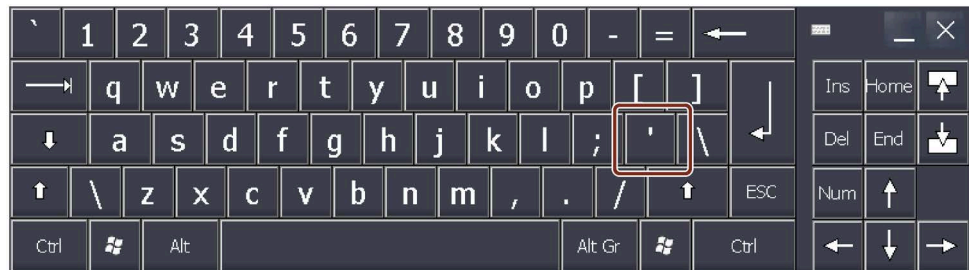 ` 1 2 3 4 5 6 7 8 9 0 - =
q w e r t y u i o p [ ] Ins Home
a s d f g h j k l ; ' \ Del End
\ z x c v b n m , . / ESC Num
Ctrl Alt Alt Gr Ctrl